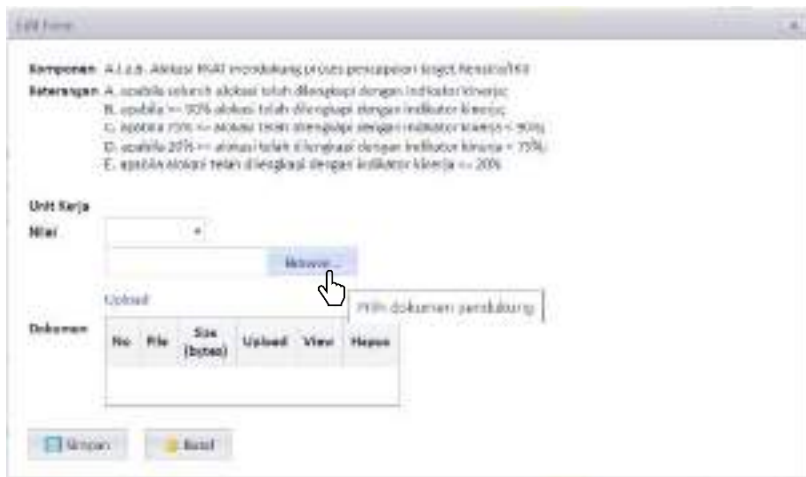 Edit Form
Komponen A.1.a.8. Alokasi RKAT mendukung proses pencapaian target Renstra/IKU
Keterangan A. apabila seluruh alokasi telah dilengkapi dengan indikator kinerja;
B. apabila >= 90% alokasi telah dilengkapi dengan indikator kinerja;
C. apabila 75% <= alokasi telah dilengkapi dengan indikator kinerja < 90%;
D. apabila 20% <= alokasi telah dilengkapi dengan indikator kinerja < 75%;
E. apabila alokasi telah dilengkapi dengan indikator kinerja <= 20%
Unit Kerja
Nilai
Browse...
Upload
Pilih dokumen pendukung
Dokumen
No File Size (bytes) Upload View Hapus
Simpan Batal